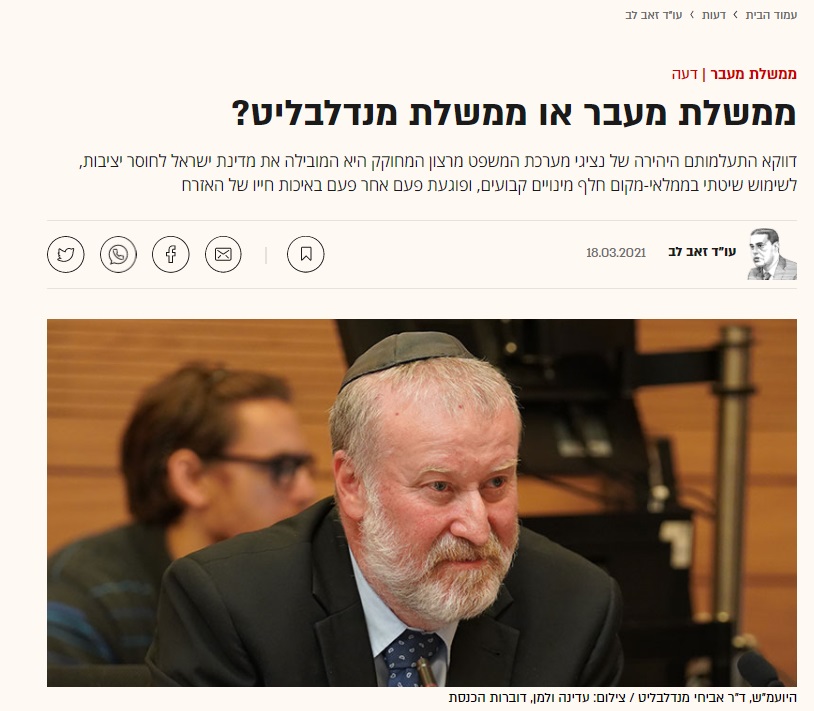 עמוד הבית › דעות › עו"ד זאב לב
ממשלת מעבר | דעה
ממשלת מעבר או ממשלת מנדלבליט?
דווקא התעלמותם היהירה של נציגי מערכת המשפט מרצון המחוקק היא המובילה את מדינת ישראל לחוסר יציבות,
לשימוש שיטתי בממלאי-מקום חלף מינויים קבועים, ופוגעת פעם אחר פעם באיכות חייו של האזרח
עו"ד זאב לב 18.03.2021
היועמ"ש, ד"ר אביחי מנדלבליט / צילום: עדינה ולמן, דוברות הכנסת